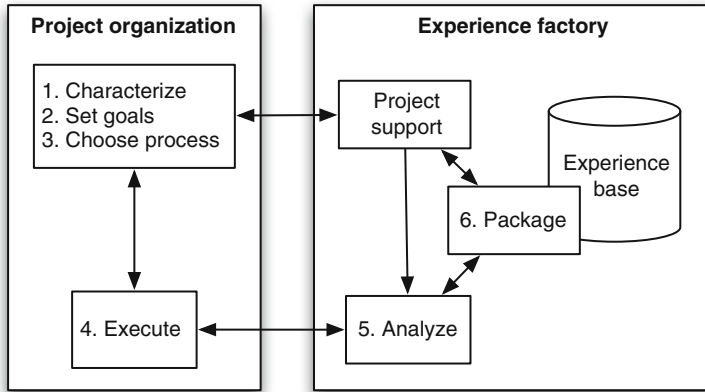 Project organization
1. Characterize
2. Set goals
3. Choose process
4. Execute
Experience factory
Project
support
Experience
base
6. Package
5. Analyze